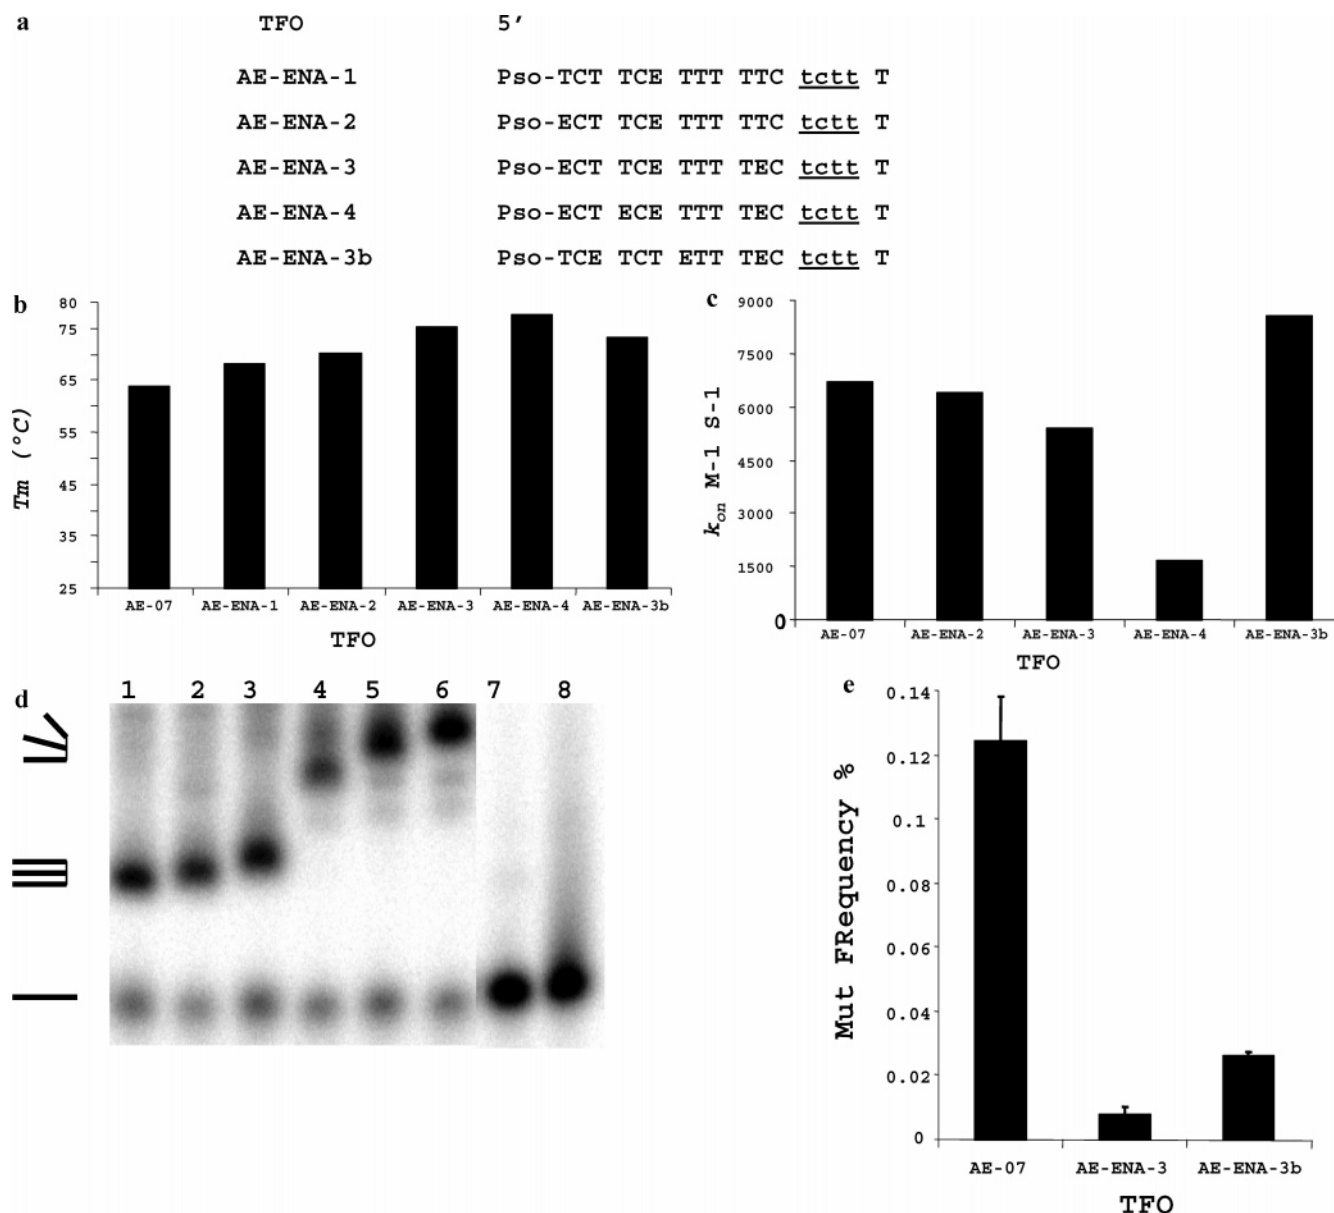 a
TFO 5’
AE-ENA-1 Pso-TCT TCE TTT TTC tctt T
AE-ENA-2 Pso-ECT TCE TTT TTC tctt T
AE-ENA-3 Pso-ECT TCE TTT TEC tctt T
AE-ENA-4 Pso-ECT ECE TTT TEC tctt T
AE-ENA-3b Pso-TCE TCT ETT TEC tctt T
b
Tm (°C)
80
75
65
55
45
35
25
AE-07 AE-ENA-1 AE-ENA-2 AE-ENA-3 AE-ENA-4 AE-ENA-3b
TFO
c
kon M-1 S-1
9000
7500
6000
4500
3000
1500
0
AE-07 AE-ENA-2 AE-ENA-3 AE-ENA-4 AE-ENA-3b
TFO
d
1 2 3 4 5 6 7 8
e
Mut FRequency %
0.14
0.12
0.1
0.08
0.06
0.04
0.02
0
AE-07 AE-ENA-3 AE-ENA-3b
TFO